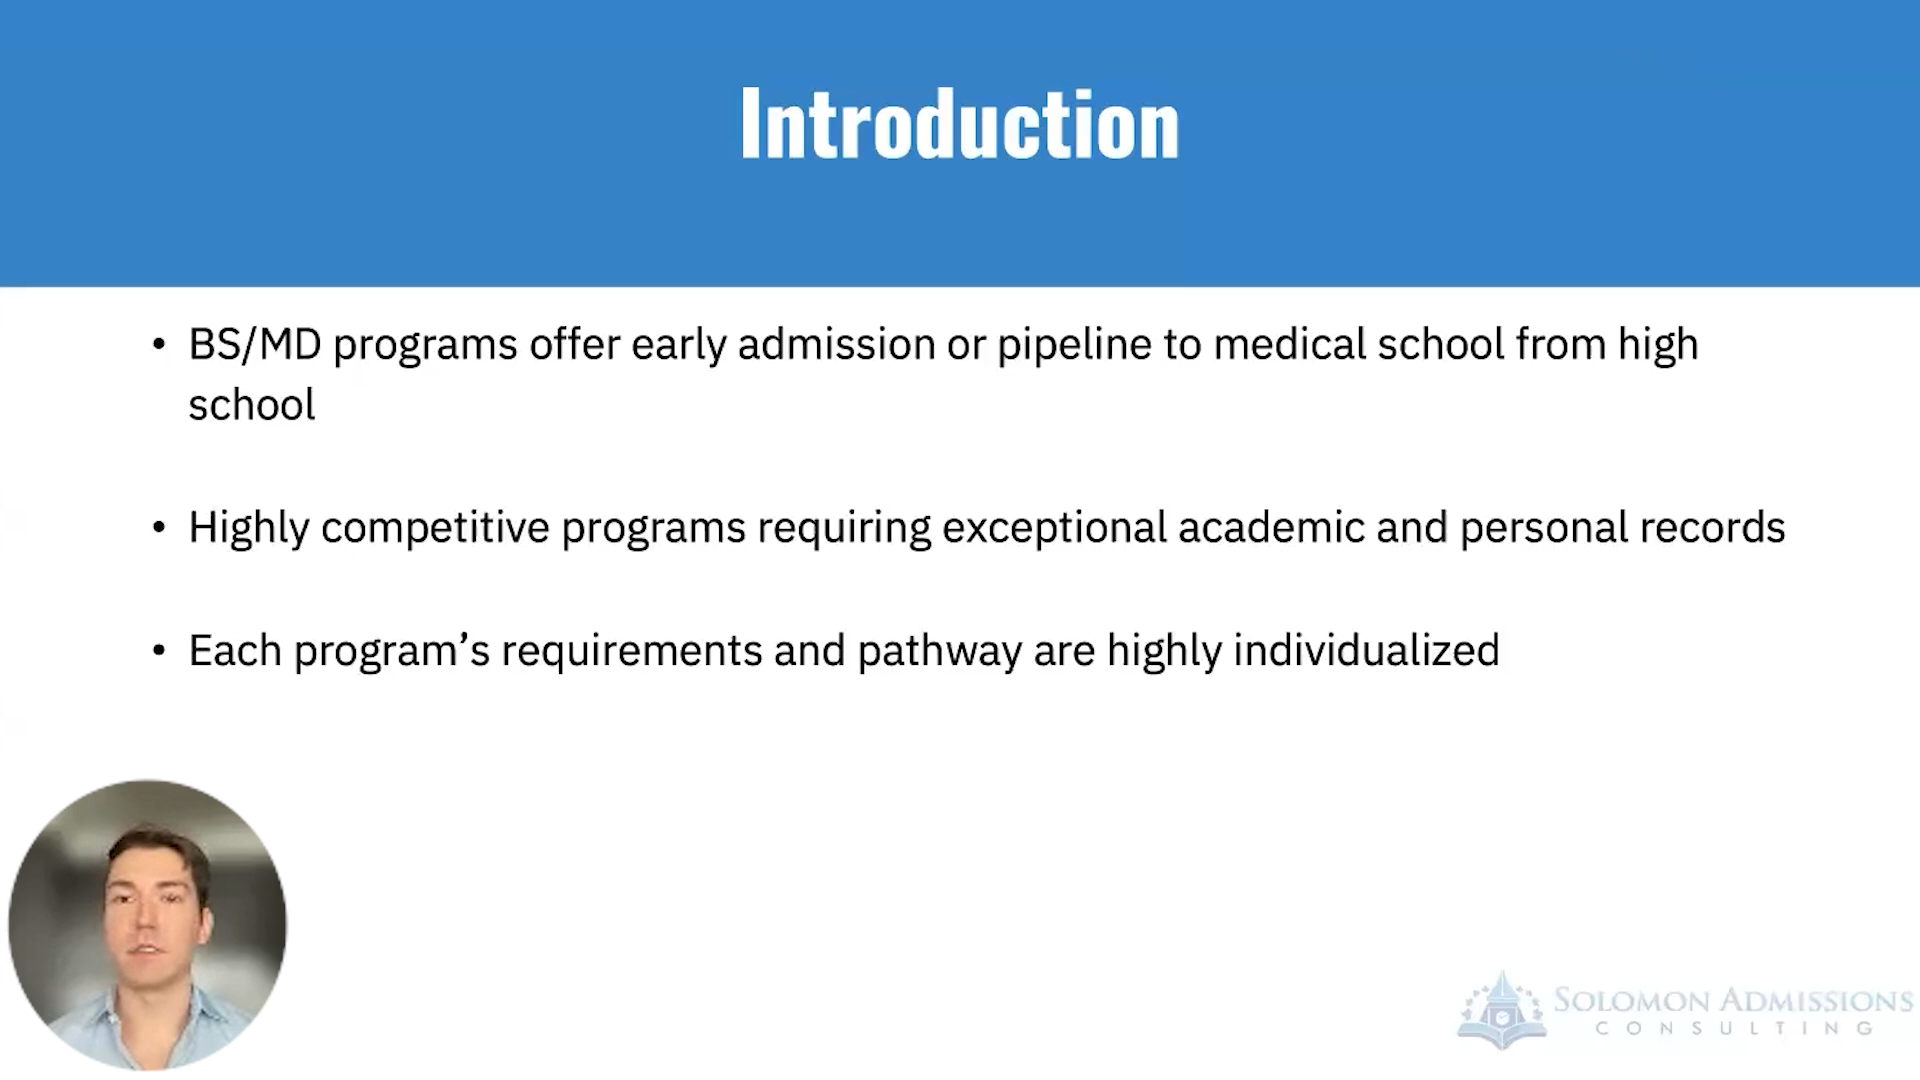 Introduction
• BS/MD programs offer early admission or pipeline to medical school from high
school
• Highly competitive programs requiring exceptional academic and personal records
• Each program’s requirements and pathway are highly individualized
SOLOMON ADMISSIONS
CONSULTING